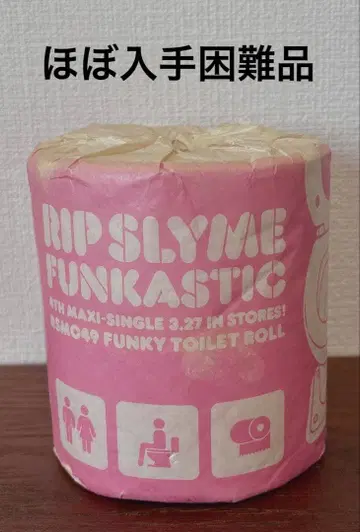 ほぼ入手困難品
RIP SLYME
FUNKASTIC
4TH MAXI-SINGLE 3.27 IN STORES!
RSMC49 FUNKY TOILET ROLL